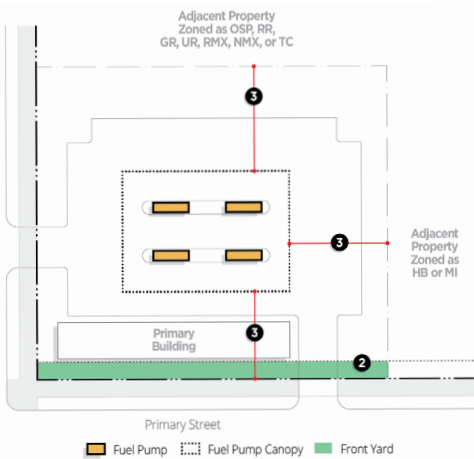 Adjacent Property
Zoned as OSP, RR,
GR, UR, RMX, NMX, or TC
3
3
Adjacent
Property
Zoned as
HB or MI
3
Primary
Building
2
Primary Street
Fuel Pump
Fuel Pump Canopy
Front Yard